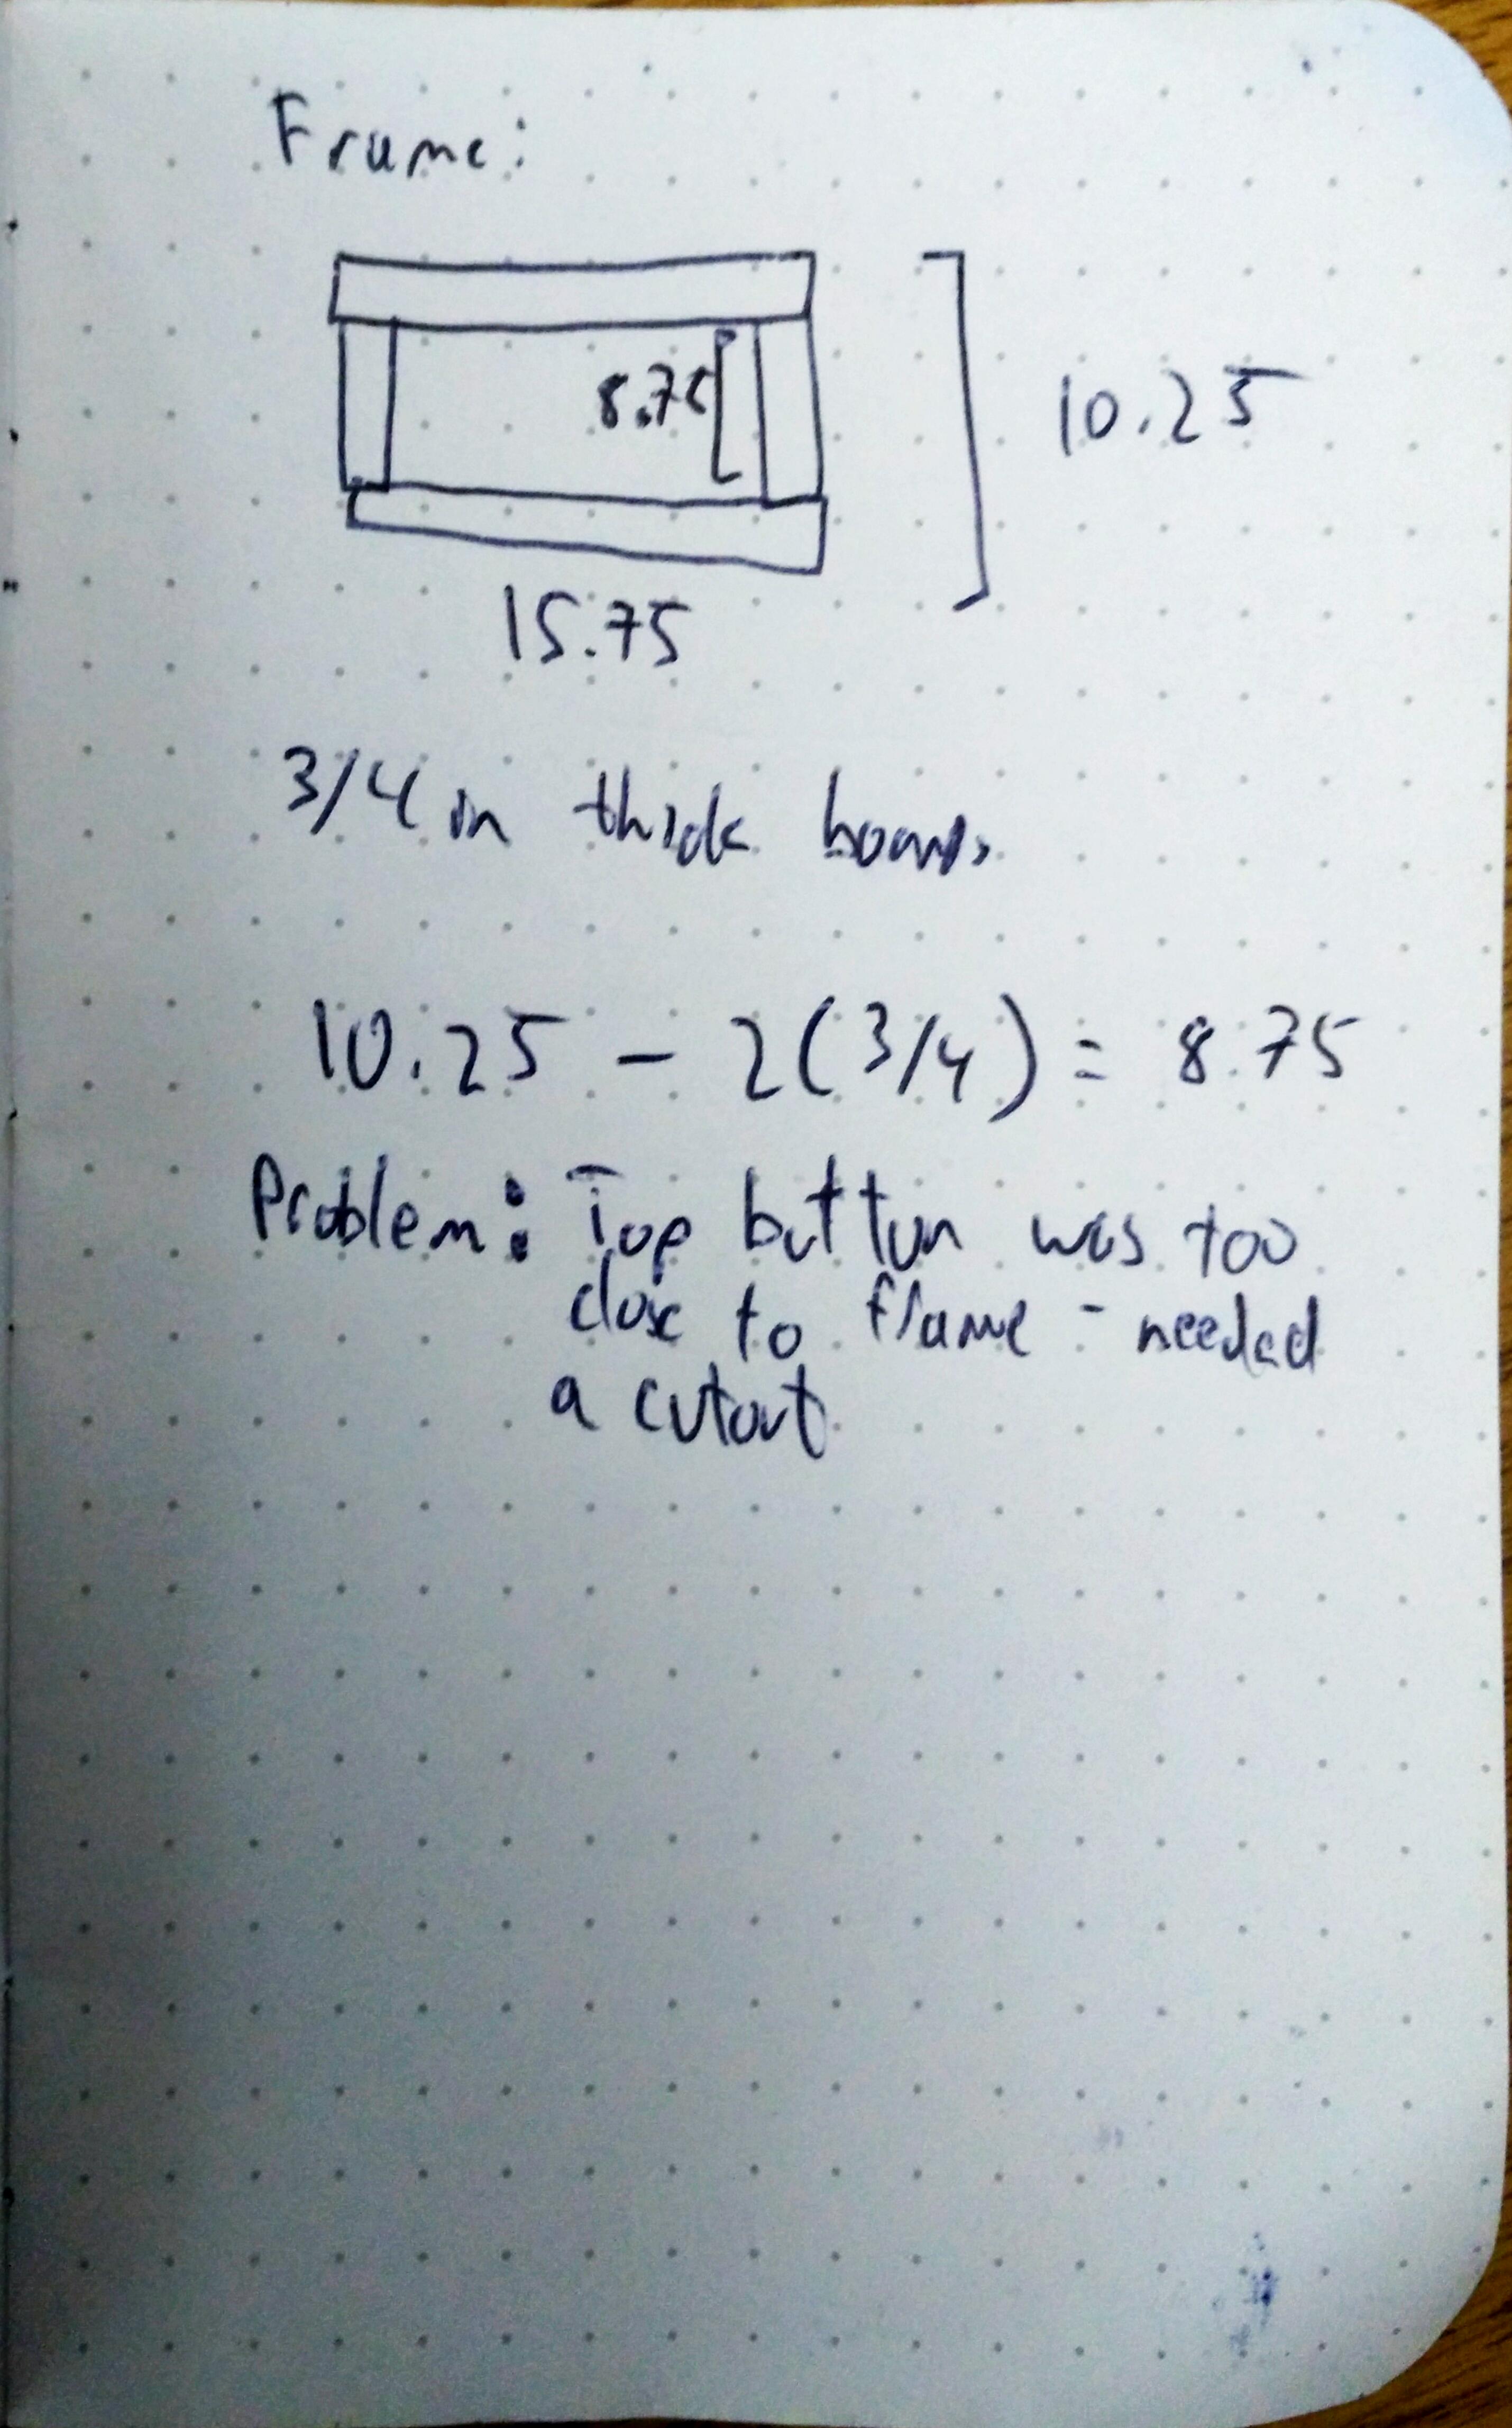 Frame:
8.75
10.25
15.75
3/4 in thick boards
10.25 - 2(3/4) = 8.75
Problem: Top button was too
close to frame - needed
a cutout